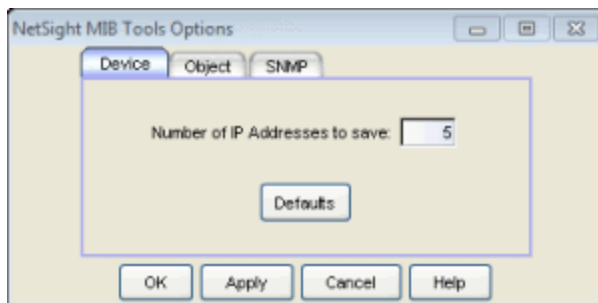 NetSight MIB Tools Options
Device Object SNMP
Number of IP Addresses to save: 5
Defaults
OK Apply Cancel Help